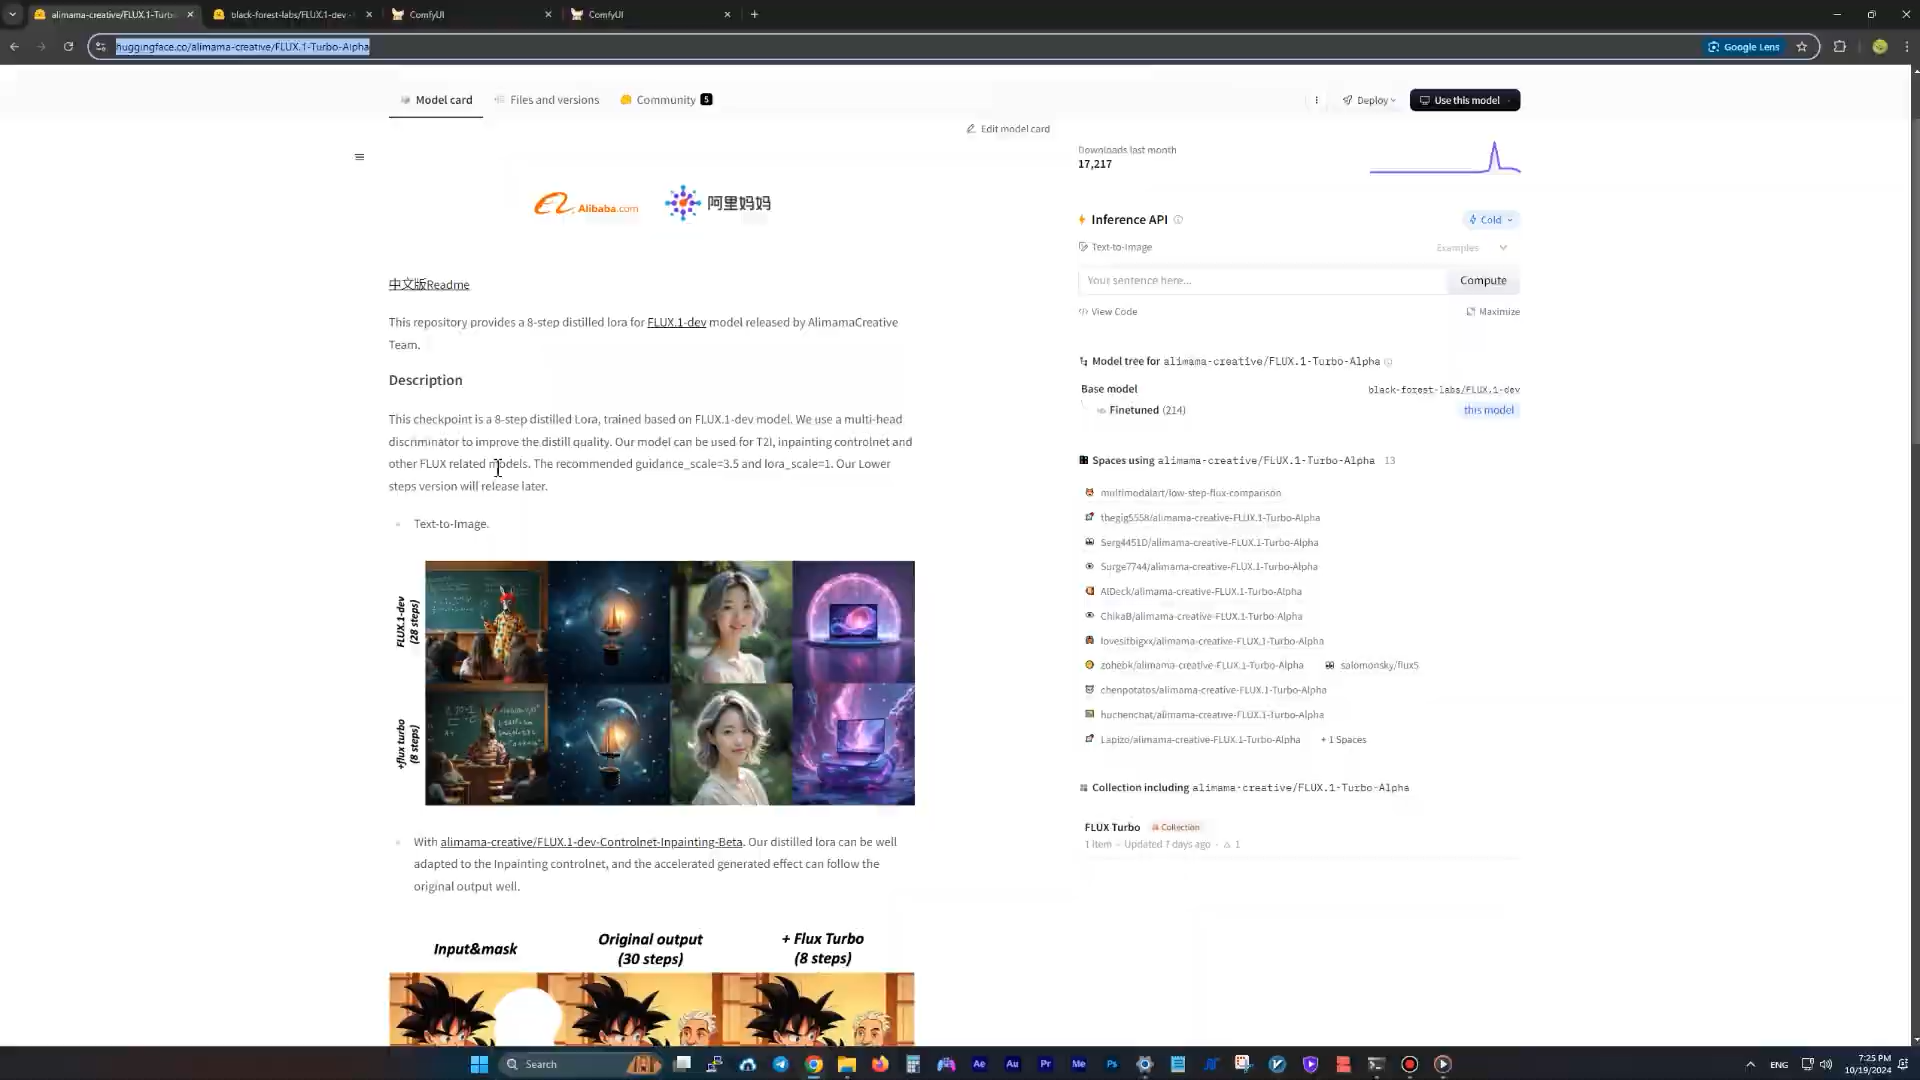 alimama-creative/FLUX.1-Turbo
black-forest-labs/FLUX.1-dev
ComfyUI
ComfyUI
huggingface.co/alimama-creative/FLUX.1-Turbo-Alpha
Google Lens
Model card
Files and versions
Community 5
Deploy
Use this model
Edit model card
Alibaba.com
阿里妈妈
中文版Readme
This repository provides a 8-step distilled lora for FLUX.1-dev model released by AlimamaCreative
Team.
Description
This checkpoint is a 8-step distilled Lora, trained based on FLUX.1-dev model. We use a multi-head
discriminator to improve the distill quality. Our model can be used for T2I, inpainting controlnet and
other FLUX related models. The recommended guidance_scale=3.5 and lora_scale=1. Our Lower
steps version will release later.
Text-to-Image.
FLUX.1-dev
(28 steps)
+flux turbo
(8 steps)
With alimama-creative/FLUX.1-dev-Controlnet-Inpainting-Beta. Our distilled lora can be well
adapted to the Inpainting controlnet, and the accelerated generated effect can follow the
original output well.
Input&mask
Original output
(30 steps)
+ Flux Turbo
(8 steps)
Downloads last month
17,217
Inference API
Cold
Text-to-Image
Examples
Your sentence here...
Compute
View Code
Maximize
Model tree for alimama-creative/FLUX.1-Turbo-Alpha
Base model
black-forest-labs/FLUX.1-dev
Finetuned (214)
this model
Spaces using alimama-creative/FLUX.1-Turbo-Alpha 13
multimodalart/low-step-flux-comparison
thegig5558/alimama-creative-FLUX.1-Turbo-Alpha
Serg4451D/alimama-creative-FLUX.1-Turbo-Alpha
Surge7744/alimama-creative-FLUX.1-Turbo-Alpha
AlDeck/alimama-creative-FLUX.1-Turbo-Alpha
ChikaB/alimama-creative-FLUX.1-Turbo-Alpha
lovesitbigxx/alimama-creative-FLUX.1-Turbo-Alpha
zohebk/alimama-creative-FLUX.1-Turbo-Alpha
salomonsky/flux5
chenpotatos/alimama-creative-FLUX.1-Turbo-Alpha
huchenchat/alimama-creative-FLUX.1-Turbo-Alpha
Lapizo/alimama-creative-FLUX.1-Turbo-Alpha
+ 1 Spaces
Collection including alimama-creative/FLUX.1-Turbo-Alpha
FLUX Turbo
Collection
1 item • Updated 7 days ago • 1
Search
Ae
Au
Pr
Me
Ps
ENG
7:25 PM
10/19/2024